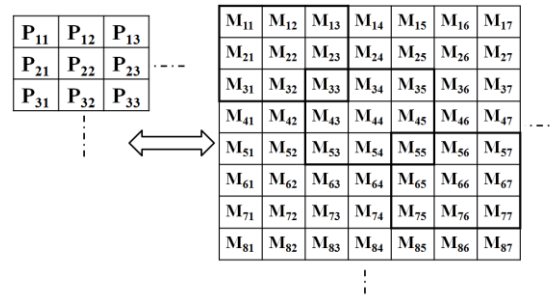 P11 P12 P13
P21 P22 P23
P31 P32 P33
M11 M12 M13 M14 M15 M16 M17
M21 M22 M23 M24 M25 M26 M27
M31 M32 M33 M34 M35 M36 M37
M41 M42 M43 M44 M45 M46 M47
M51 M52 M53 M54 M55 M56 M57
M61 M62 M63 M64 M65 M66 M67
M71 M72 M73 M74 M75 M76 M77
M81 M82 M83 M84 M85 M86 M87